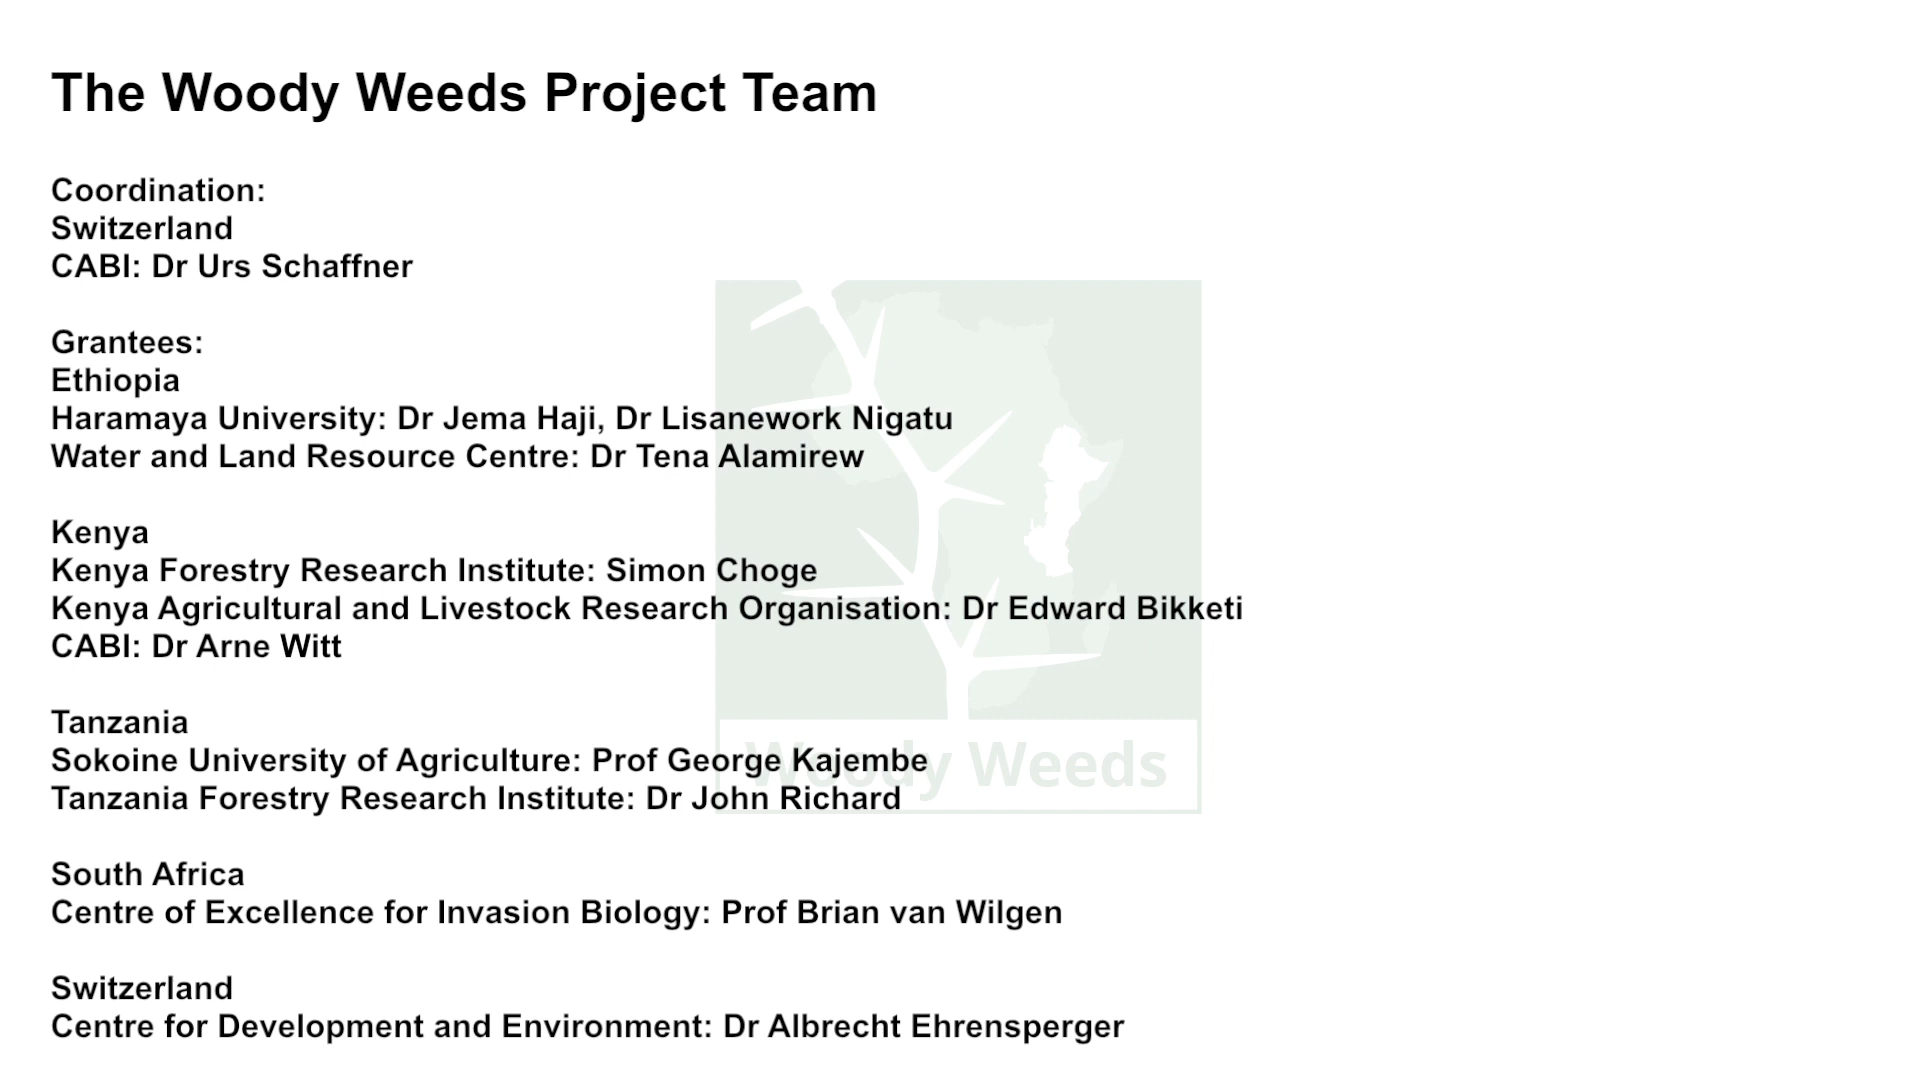 The Woody Weeds Project Team
Coordination:
Switzerland
CABI: Dr Urs Schaffner
Grantees:
Ethiopia
Haramaya University: Dr Jema Haji, Dr Lisanework Nigatu
Water and Land Resource Centre: Dr Tena Alamirew
Kenya
Kenya Forestry Research Institute: Simon Choge
Kenya Agricultural and Livestock Research Organisation: Dr Edward Bikketi
CABI: Dr Arne Witt
Tanzania
Sokoine University of Agriculture: Prof George Kajembe
Tanzania Forestry Research Institute: Dr John Richard
Woody Weeds
South Africa
Centre of Excellence for Invasion Biology: Prof Brian van Wilgen
Switzerland
Centre for Development and Environment: Dr Albrecht Ehrensperger